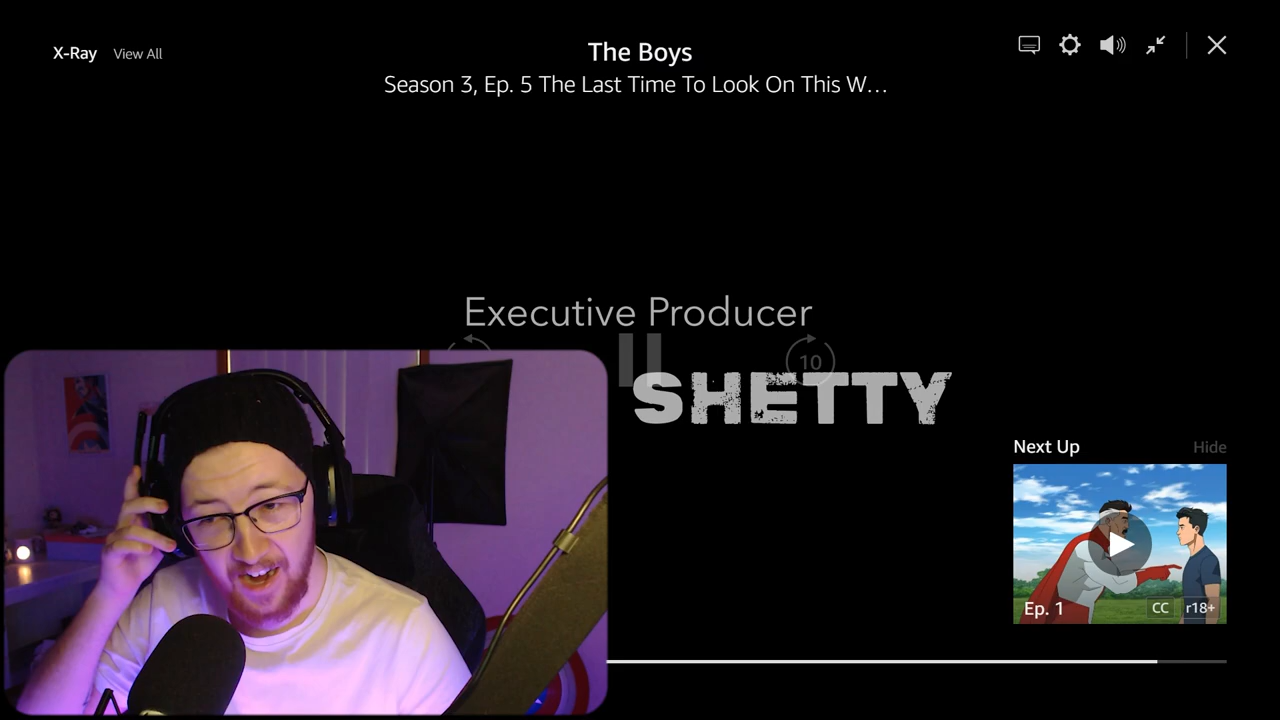 X-Ray View All
The Boys
Season 3, Ep. 5 The Last Time To Look On This W…
Executive Producer
10
SHETTY
Next Up Hide
Ep. 1 CC r18+